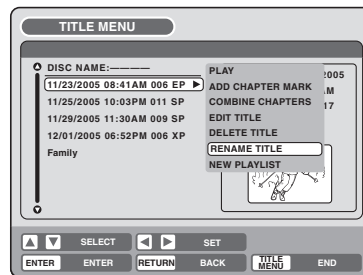 TITLE MENU
DISC NAME:————
11/23/2005 08:41AM 006 EP
11/25/2005 10:03PM 011 SP
11/29/2005 11:30AM 009 SP
12/01/2005 06:52PM 006 XP
Family
PLAY
ADD CHAPTER MARK
COMBINE CHAPTERS
EDIT TITLE
DELETE TITLE
RENAME TITLE
NEW PLAYLIST
2005
17
SELECT SET
ENTER ENTER RETURN BACK TITLE MENU END